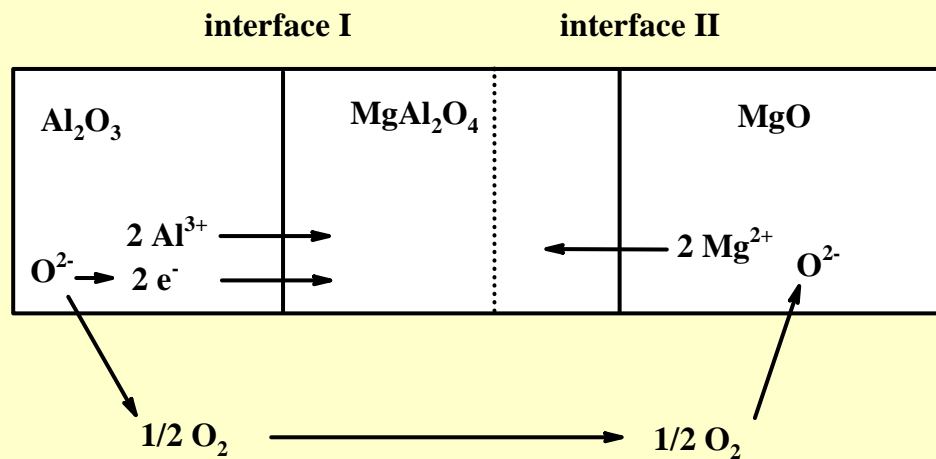 interface I interface II
Al₂O₃ MgAl₂O₄ MgO
2 Al³⁺ 2 Mg²⁺
O²⁻ 2 e⁻ O²⁻
1/2 O₂ 1/2 O₂